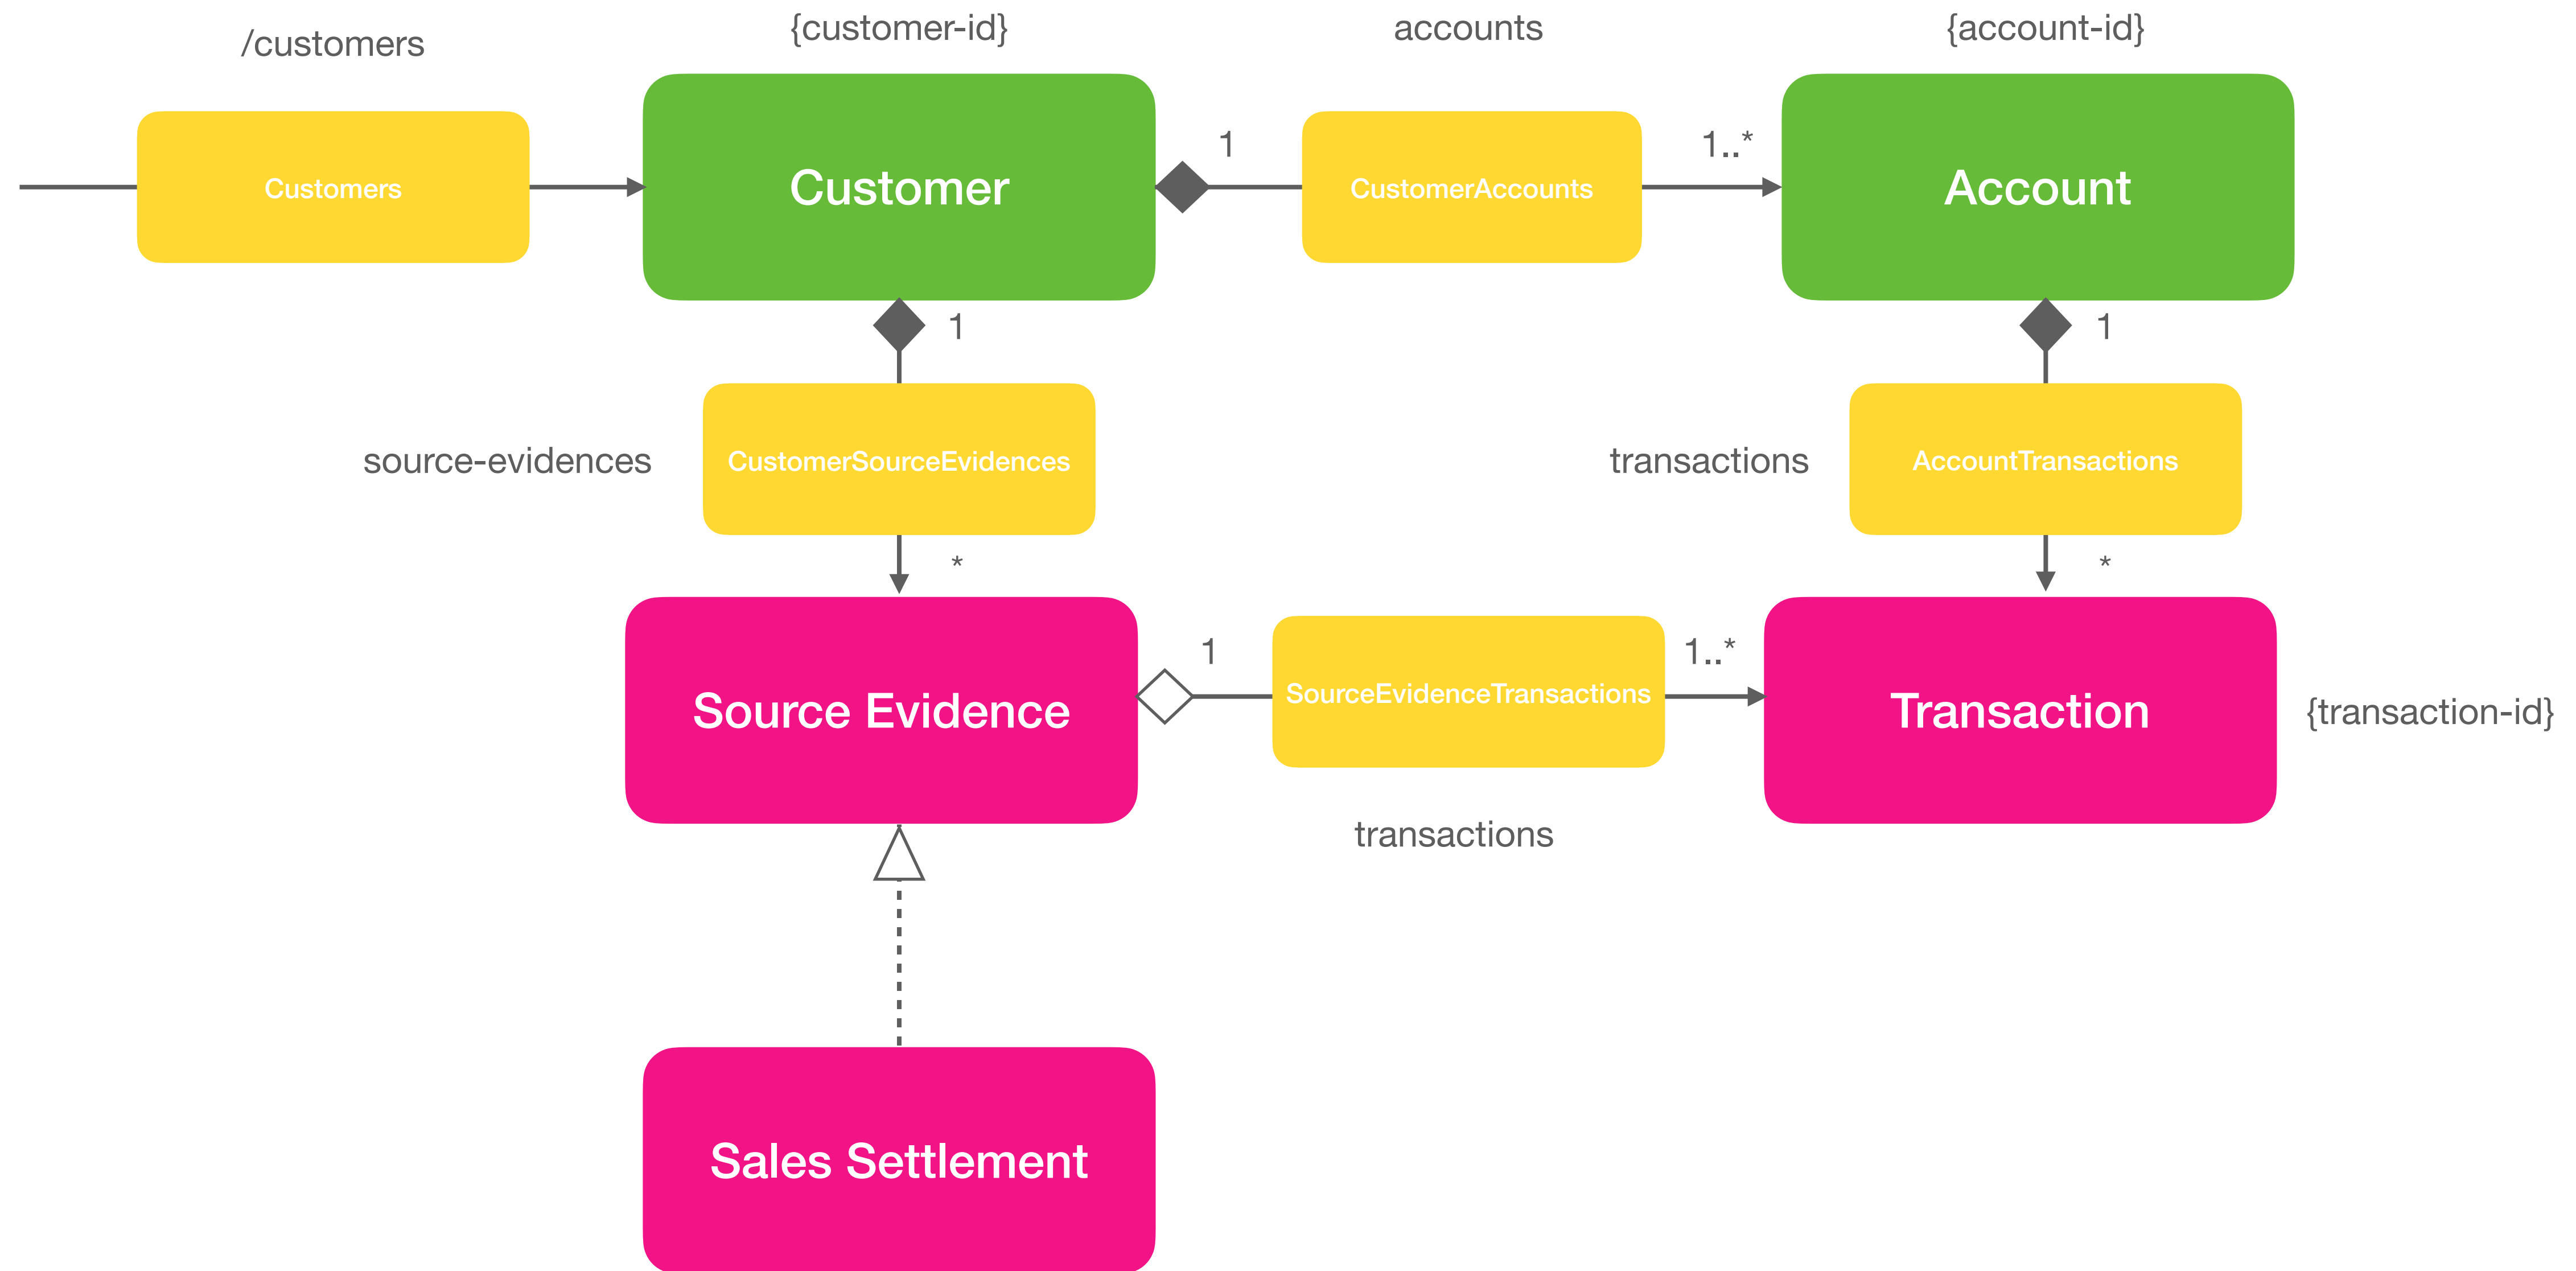 /customers
{customer-id}
accounts
{account-id}
Customers
Customer
1
CustomerAccounts
1..*
Account
1
1
source-evidences
CustomerSourceEvidences
transactions
AccountTransactions
*
*
Source Evidence
1
SourceEvidenceTransactions
1..*
Transaction
{transaction-id}
transactions
Sales Settlement